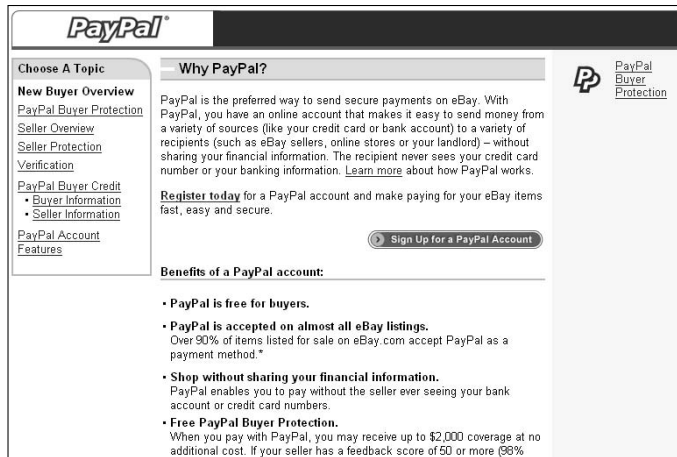 PayPal®
Choose A Topic
New Buyer Overview
PayPal Buyer Protection
Seller Overview
Seller Protection
Verification
PayPal Buyer Credit
• Buyer Information
• Seller Information
PayPal Account
Features
Why PayPal?
PayPal is the preferred way to send secure payments on eBay. With
PayPal, you have an online account that makes it easy to send money from
a variety of sources (like your credit card or bank account) to a variety of
recipients (such as eBay sellers, online stores or your landlord) – without
sharing your financial information. The recipient never sees your credit card
number or your banking information. Learn more about how PayPal works.
Register today for a PayPal account and make paying for your eBay items
fast, easy and secure.
Sign Up for a PayPal Account
Benefits of a PayPal account:
• PayPal is free for buyers.
• PayPal is accepted on almost all eBay listings.
Over 90% of items listed for sale on eBay.com accept PayPal as a
payment method.*
• Shop without sharing your financial information.
PayPal enables you to pay without the seller ever seeing your bank
account or credit card numbers.
• Free PayPal Buyer Protection.
When you pay with PayPal, you may receive up to $2,000 coverage at no
additional cost. If your seller has a feedback score of 50 or more (98%
PayPal
Buyer
Protection